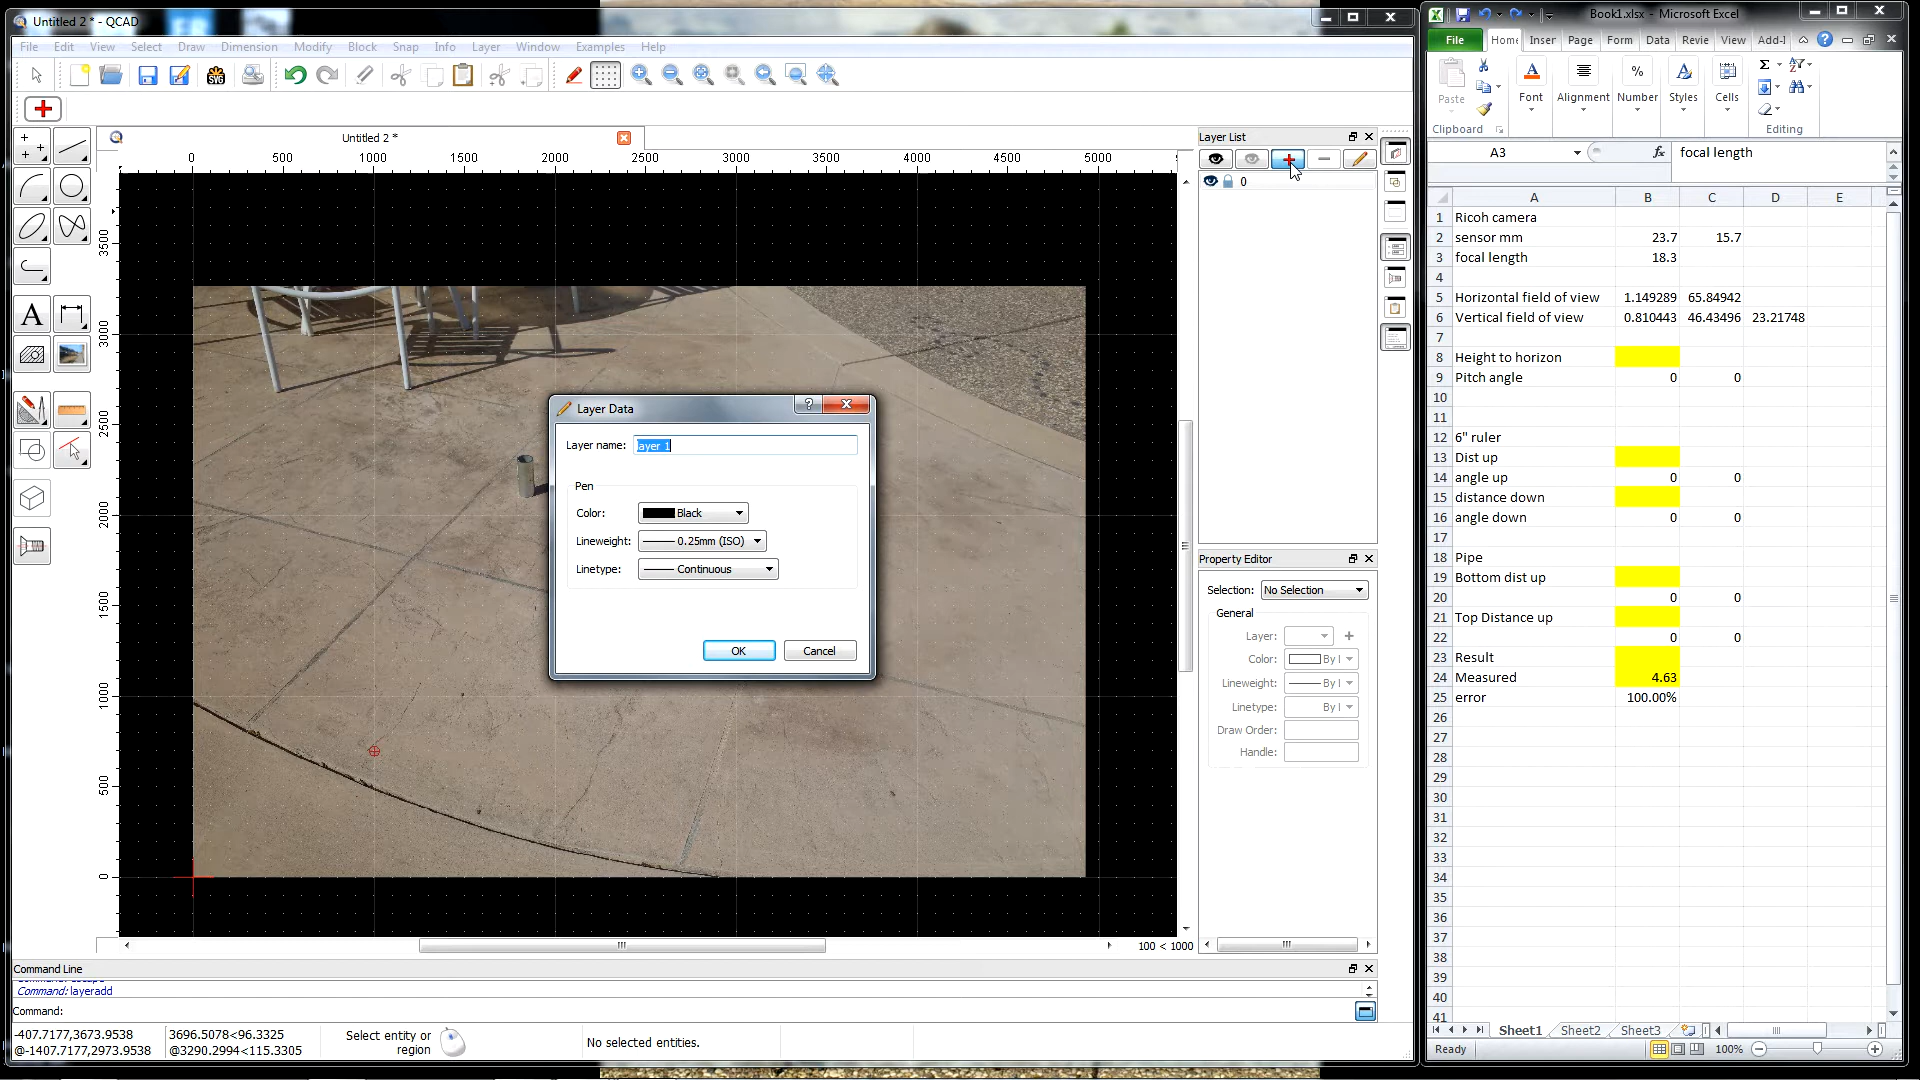 Untitled 2 * - QCAD
File Edit View Select Draw Dimension Modify Block Snap Info Layer Window Examples Help
SVG
Untitled 2 *
0 500 1000 1500 2000 2500 3000 3500 4000 5000
3500
3000
2500
2000
1500
1000
500
0
100 < 1000
Layer Data
Layer name: layer 1
Pen
Color: Black
Lineweight: 0.25mm (ISO)
Linetype: Continuous
OK Cancel
Layer List
0
Property Editor
Selection: No Selection
General
Layer:
Color: By l
Lineweight: By l
Linetype: By l
Draw Order:
Handle:
Command Line
Command: layeradd
Command:
-407.7177,3673.9538
@-1407.7177,2973.9538
3696.5078<96.3325
@3290.2994<115.3305
Select entity or
region
No selected entities.
Book1.xlsx - Microsoft Excel
File Home Inser Page Form Data Revie View Add-I
Paste
Font Alignment Number Styles Cells
Clipboard Editing
A3 fx focal length
A B C D E
1 Ricoh camera
2 sensor mm 23.7 15.7
3 focal length 18.3
4
5 Horizontal field of view 1.149289 65.84942
6 Vertical field of view 0.810443 46.43496 23.21748
7
8 Height to horizon
9 Pitch angle 0 0
10
11
12 6" ruler
13 Dist up
14 angle up 0 0
15 distance down
16 angle down 0 0
17
18 Pipe
19 Bottom dist up
20 0 0
21 Top Distance up
22 0 0
23 Result
24 Measured 4.63
25 error 100.00%
26
27
28
29
30
31
32
33
34
35
36
37
38
39
40
41
Sheet1 Sheet2 Sheet3
Ready 100%